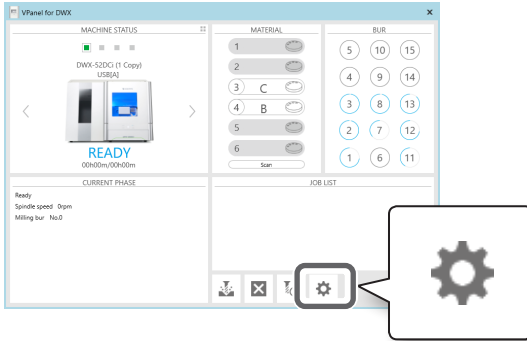 VPanel for DWX
MACHINE STATUS
DWX-52DCi (1 Copy)
USB[A]
READY
00h00m/00h00m
MATERIAL
1
2
3 C
4 B
5
6
Scan
BUR
5 10 15
4 9 14
3 8 13
2 7 12
1 6 11
CURRENT PHASE
Ready
Spindle speed 0rpm
Milling bur No.0
JOB LIST